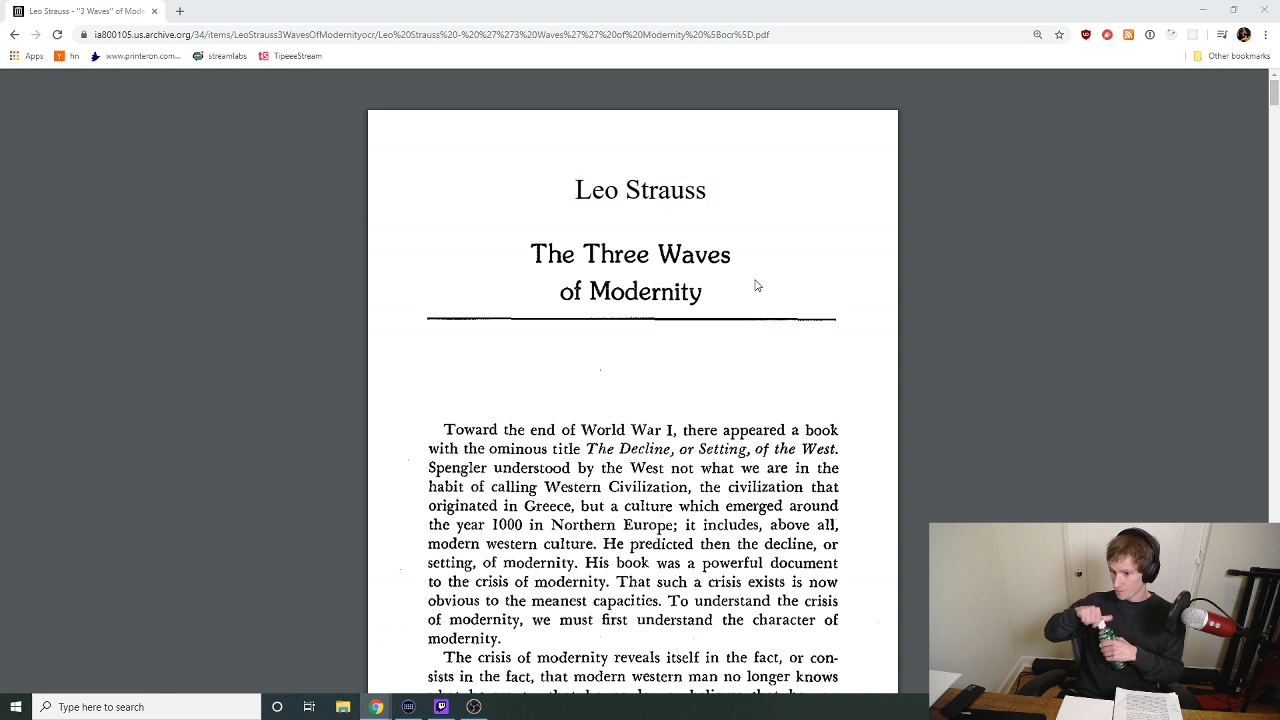 Leo Strauss - "3 Waves" of Mode
ia800105.us.archive.org/34/items/LeoStrauss3WavesOfModernityocr/Leo%20Strauss%20-%20%27%273%20Waves%27%27%20of%20Modernity%20%5Bocr%5D.pdf
Apps hn www.printeron.com... streamlabs TipeeeStream Other bookmarks
Leo Strauss
The Three Waves
of Modernity
Toward the end of World War I, there appeared a book
with the ominous title The Decline, or Setting, of the West.
Spengler understood by the West not what we are in the
habit of calling Western Civilization, the civilization that
originated in Greece, but a culture which emerged around
the year 1000 in Northern Europe; it includes, above all,
modern western culture. He predicted then the decline, or
setting, of modernity. His book was a powerful document
to the crisis of modernity. That such a crisis exists is now
obvious to the meanest capacities. To understand the crisis
of modernity, we must first understand the character of
modernity.
The crisis of modernity reveals itself in the fact, or con-
sists in the fact, that modern western man no longer knows
Type here to search